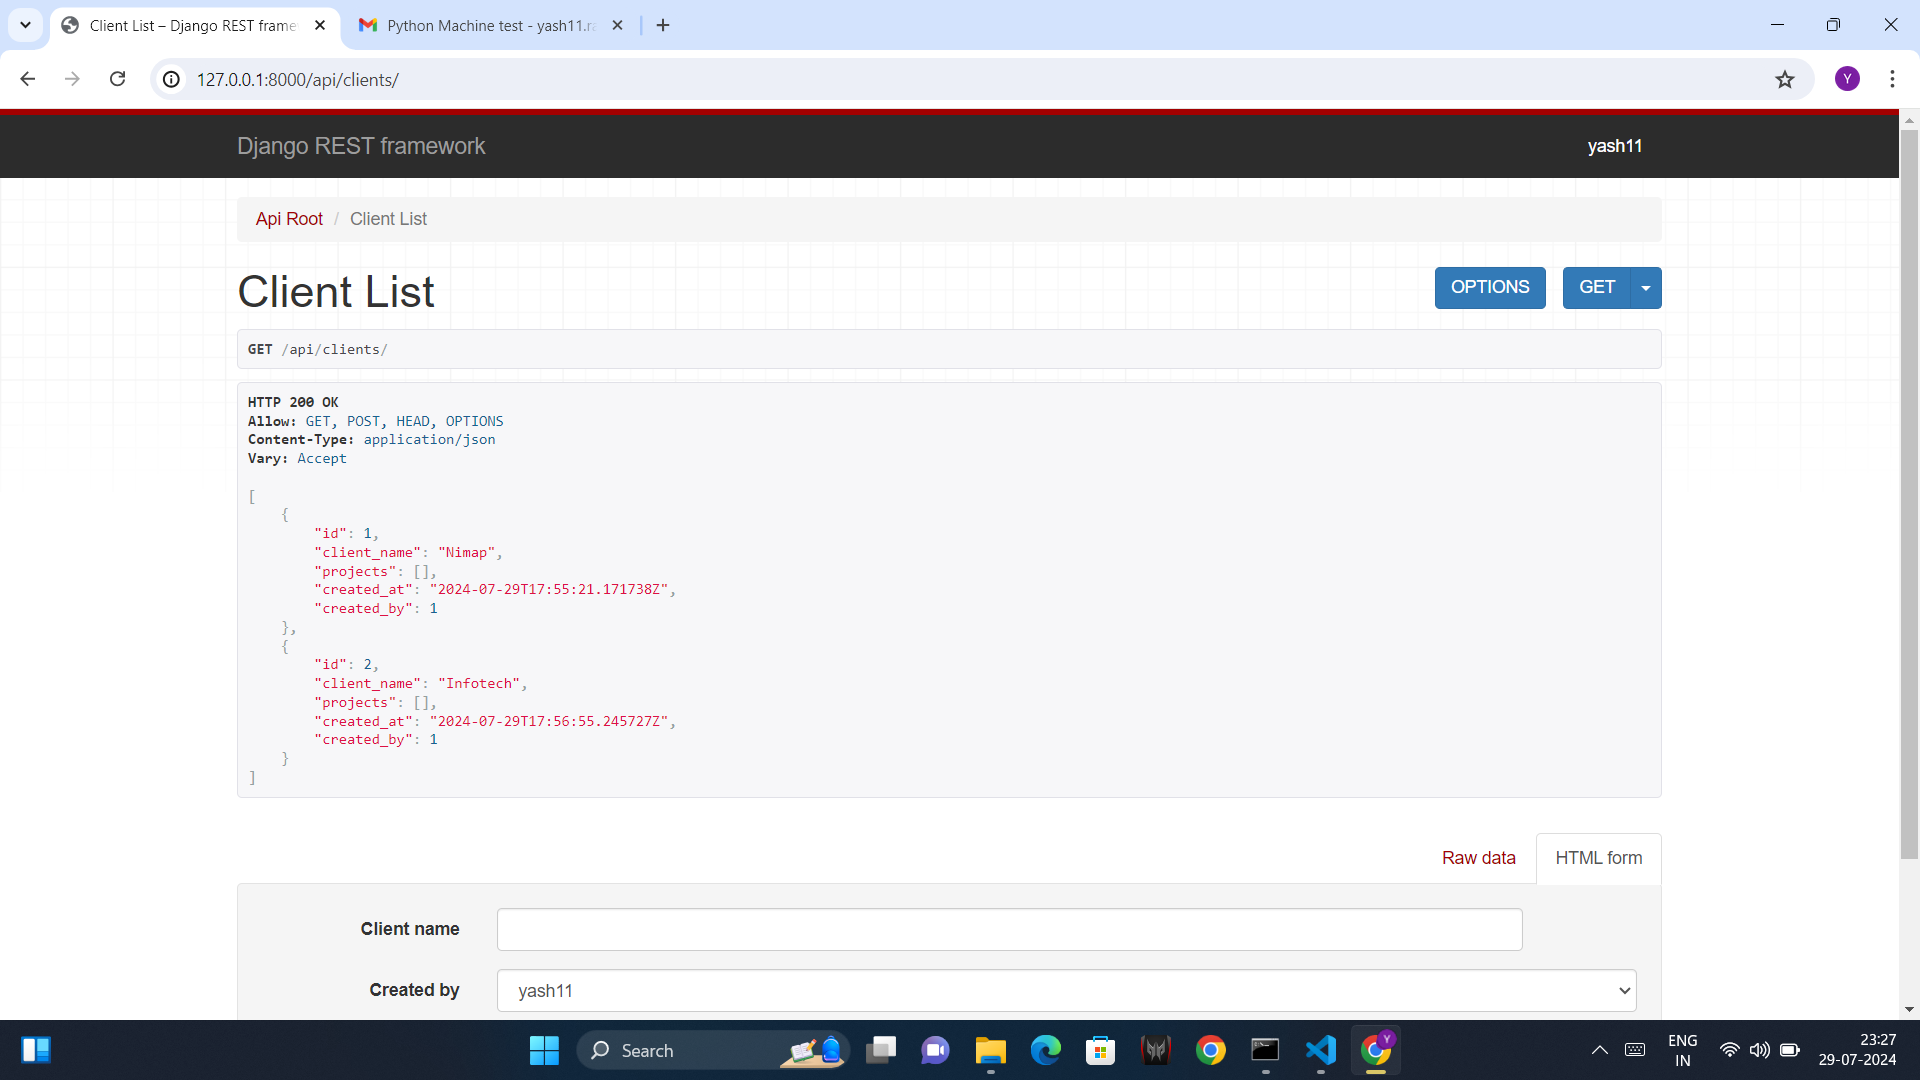 Client List – Django REST frame
Python Machine test - yash11.ra
127.0.0.1:8000/api/clients/
Y
Django REST framework
yash11
Api Root / Client List
Client List
OPTIONS
GET
GET /api/clients/
HTTP 200 OK
Allow: GET, POST, HEAD, OPTIONS
Content-Type: application/json
Vary: Accept
[
    {
        "id": 1,
        "client_name": "Nimap",
        "projects": [],
        "created_at": "2024-07-29T17:55:21.171738Z",
        "created_by": 1
    },
    {
        "id": 2,
        "client_name": "Infotech",
        "projects": [],
        "created_at": "2024-07-29T17:56:55.245727Z",
        "created_by": 1
    }
]
Raw data
HTML form
Client name
Created by
yash11
Search
Y
ENG
IN
23:27
29-07-2024